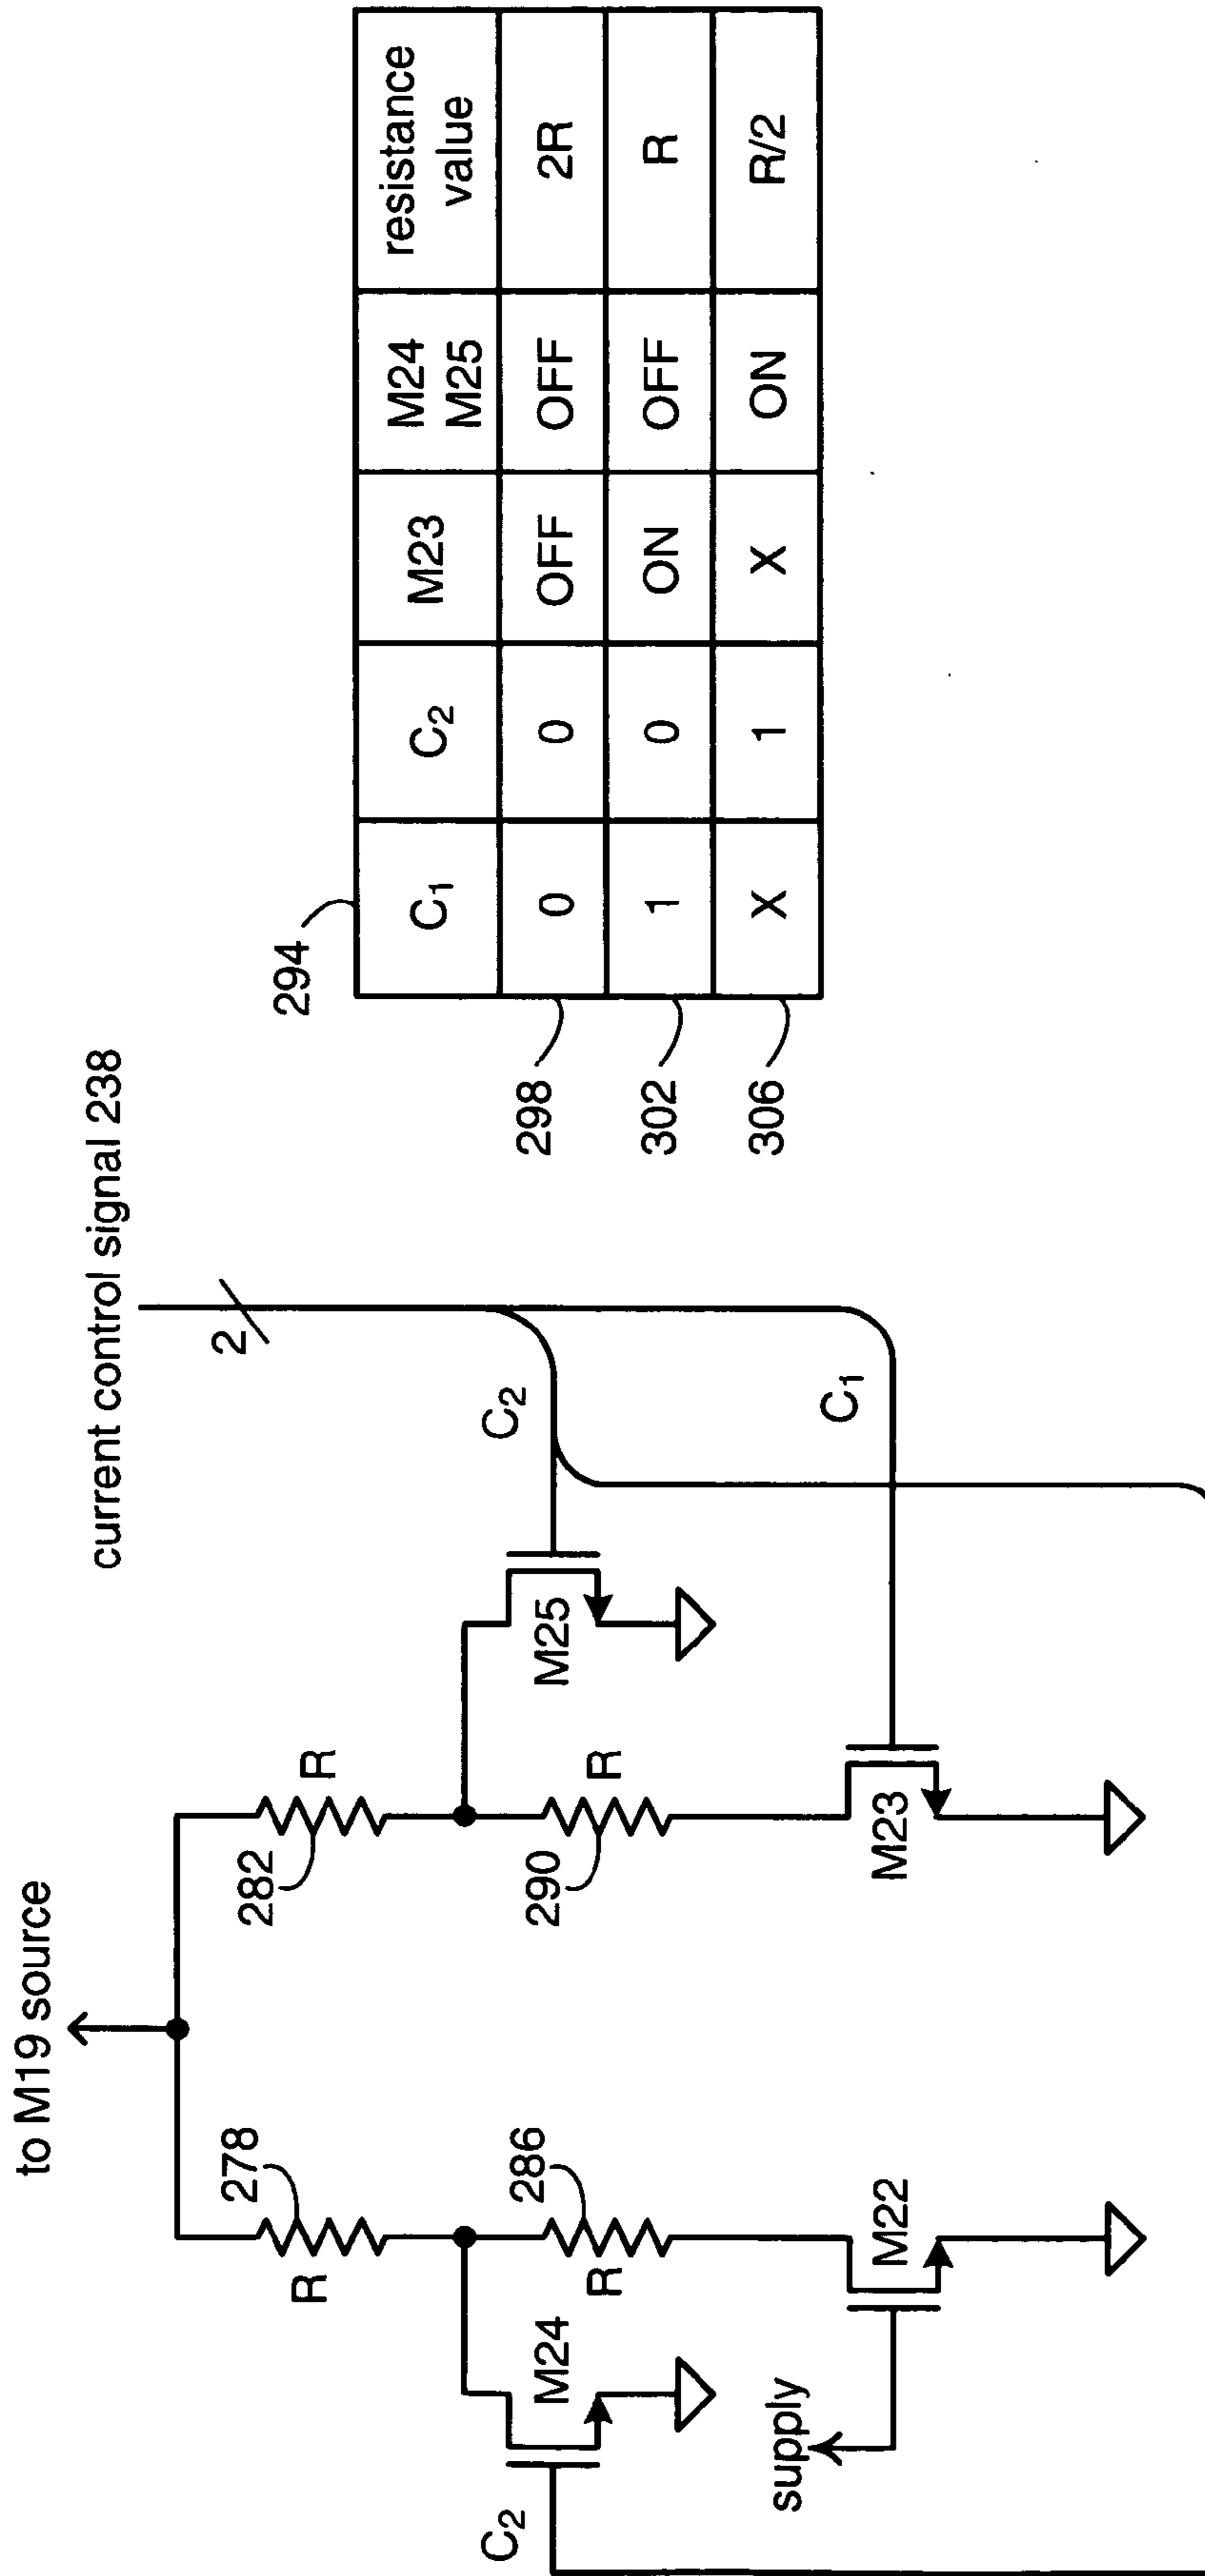 to M19 source
current control signal 238
2
278
R
282
R
C2
M24
286
R
290
R
M25
C2
supply
M22
M23
C1
294
C1 C2 M23 M24 M25 resistance value
298 0 0 OFF OFF 2R
302 1 0 ON OFF R
306 X 1 X ON R/2